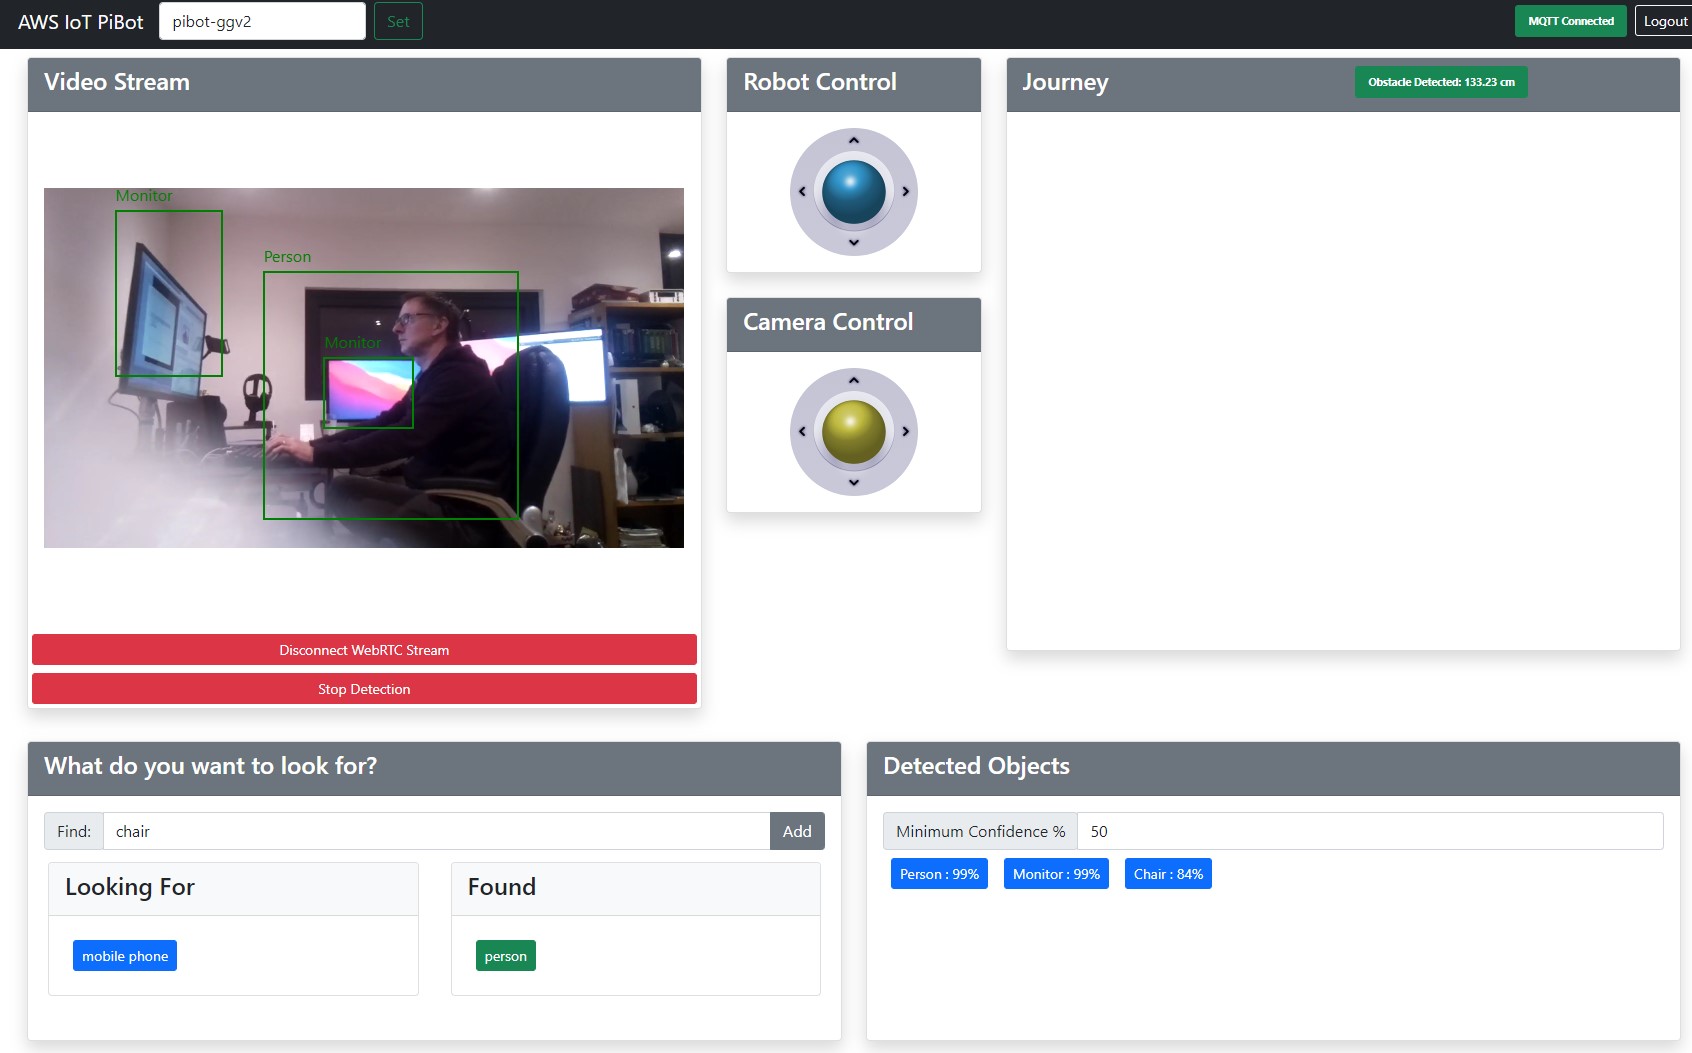 AWS IoT PiBot pibot-ggv2 Set MQTT Connected Logout
Video Stream
Monitor
Person
Monitor
Disconnect WebRTC Stream
Stop Detection
Robot Control
Camera Control
Journey Obstacle Detected: 133.23 cm
What do you want to look for?
Find: chair Add
Looking For
mobile phone
Found
person
Detected Objects
Minimum Confidence % 50
Person : 99% Monitor : 99% Chair : 84%